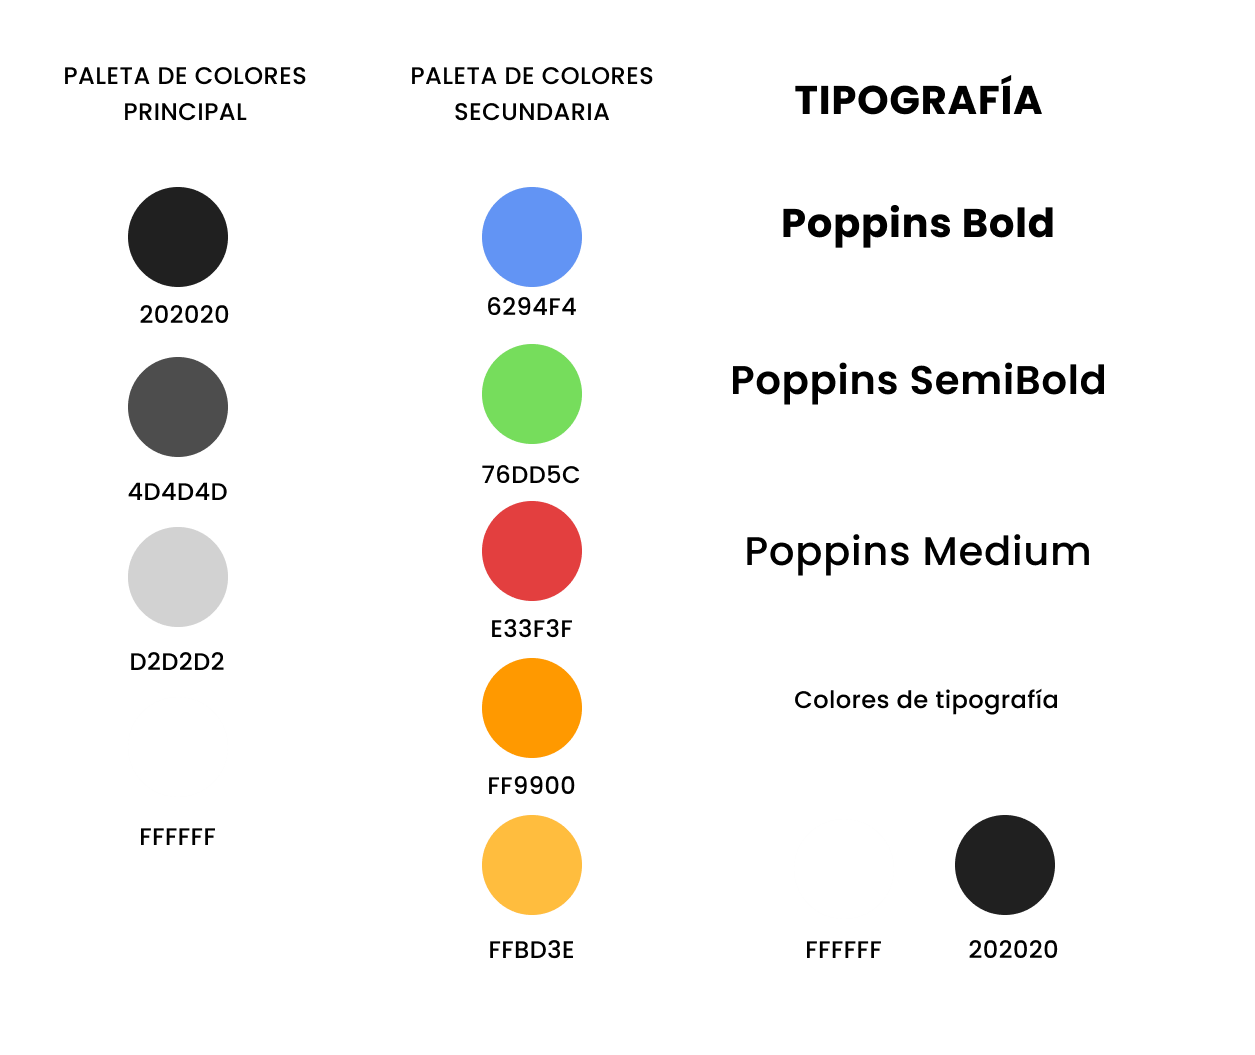 PALETA DE COLORES
PRINCIPAL
202020
4D4D4D
D2D2D2
FFFFFF
PALETA DE COLORES
SECUNDARIA
6294F4
76DD5C
E33F3F
FF9900
FFBD3E
TIPOGRAFÍA
Poppins Bold
Poppins SemiBold
Poppins Medium
Colores de tipografía
FFFFFF
202020